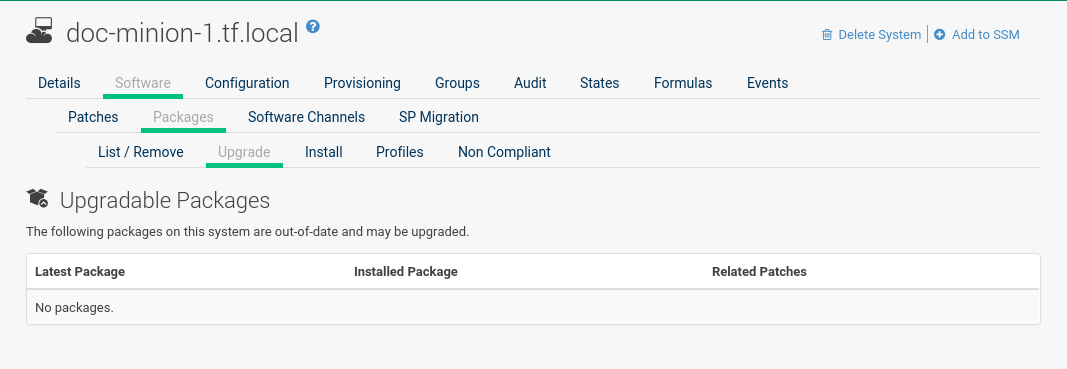 doc-minion-1.tf.local ?
Delete System | Add to SSM
Details Software Configuration Provisioning Groups Audit States Formulas Events
Patches Packages Software Channels SP Migration
List / Remove Upgrade Install Profiles Non Compliant
Upgradable Packages
The following packages on this system are out-of-date and may be upgraded.
Latest Package Installed Package Related Patches
No packages.